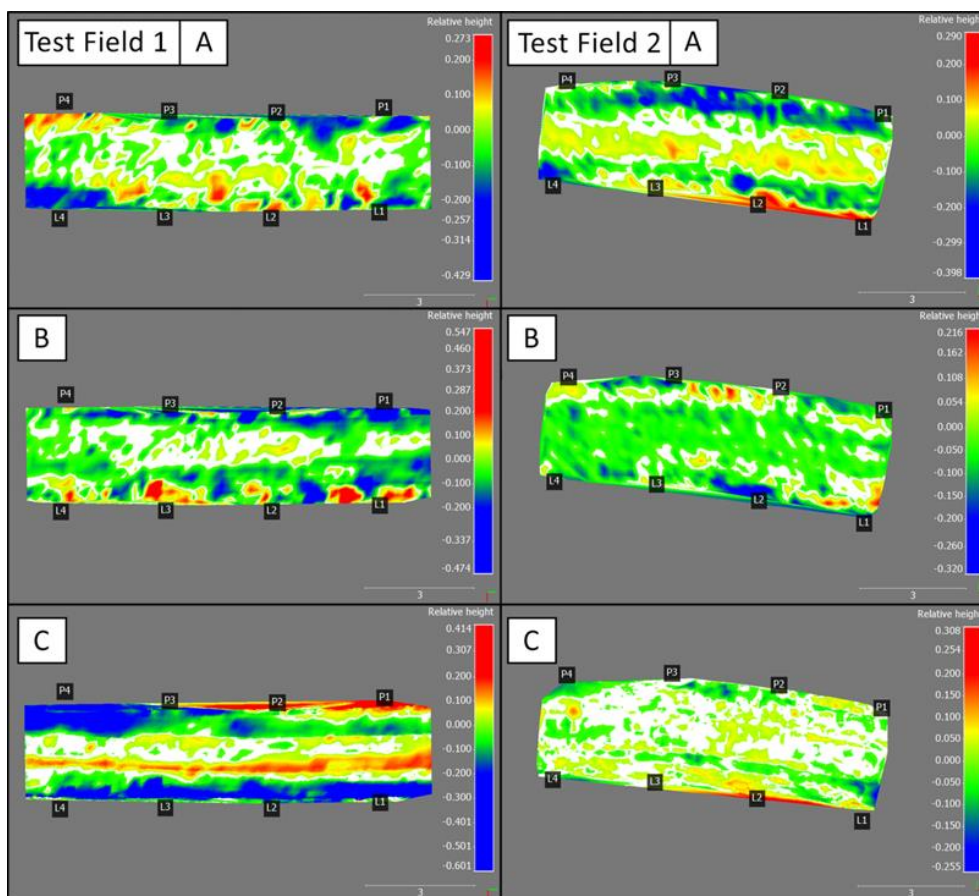 Test Field 1 A
Relative height
0.273
0.200
0.100
0.000
-0.100
-0.200
-0.257
-0.314
-0.429
P4 P3 P2 P1
L4 L3 L2 L1
3
Test Field 2 A
Relative height
0.290
0.200
0.100
0.000
-0.100
-0.200
-0.299
-0.398
P4 P3 P2 P1
L4 L3 L2 L1
3
B
Relative height
0.547
0.460
0.373
0.287
0.200
0.100
0.000
-0.100
-0.200
-0.337
-0.474
P4 P3 P2 P1
L4 L3 L2 L1
3
B
Relative height
0.216
0.162
0.108
0.054
0.000
-0.050
-0.100
-0.150
-0.200
-0.260
-0.320
P4 P3 P2 P1
L4 L3 L2 L1
3
C
Relative height
0.414
0.307
0.200
0.100
0.000
-0.100
-0.200
-0.300
-0.401
-0.501
-0.601
P4 P3 P2 P1
L4 L3 L2 L1
3
C
Relative height
0.308
0.254
0.200
0.150
0.100
0.050
0.000
-0.050
-0.100
-0.150
-0.200
-0.255
P4 P3 P2 P1
L4 L3 L2 L1
3